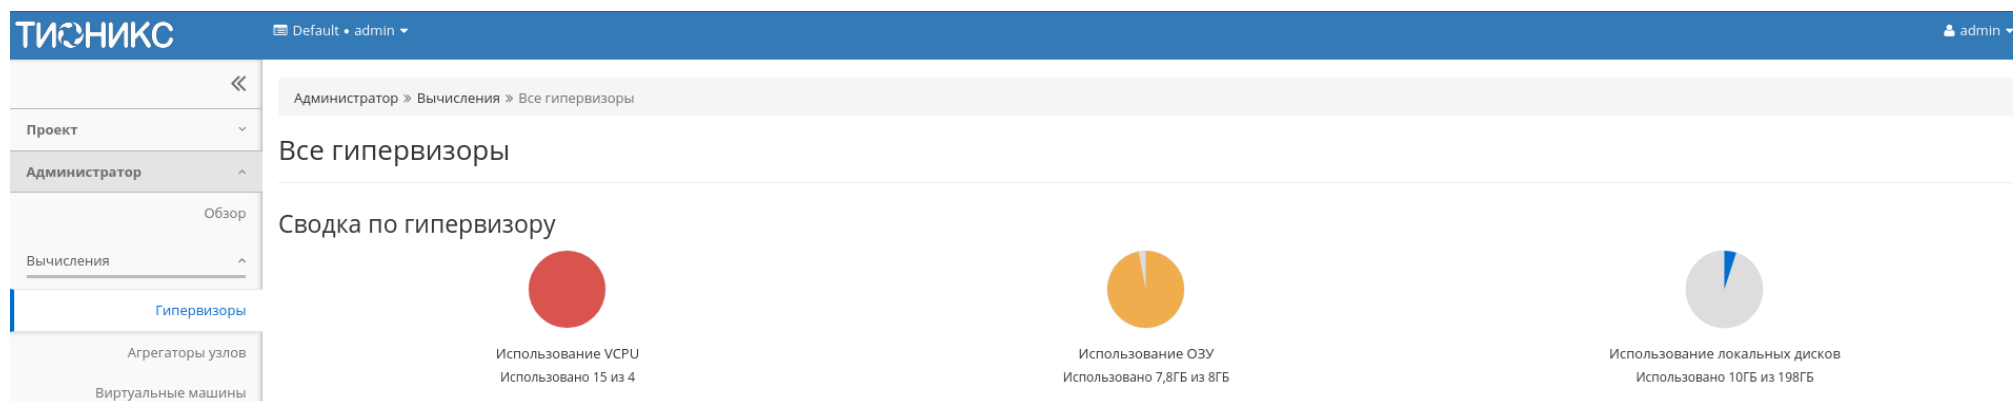 ТИОНИКС
Default • admin
admin
Администратор » Вычисления » Все гипервизоры
Проект
Все гипервизоры
Администратор
Обзор
Сводка по гипервизору
Вычисления
Гипервизоры
Агрегаторы узлов
Виртуальные машины
Использование VCPU
Использовано 15 из 4
Использование ОЗУ
Использовано 7,8ГБ из 8ГБ
Использование локальных дисков
Использовано 10ГБ из 198ГБ